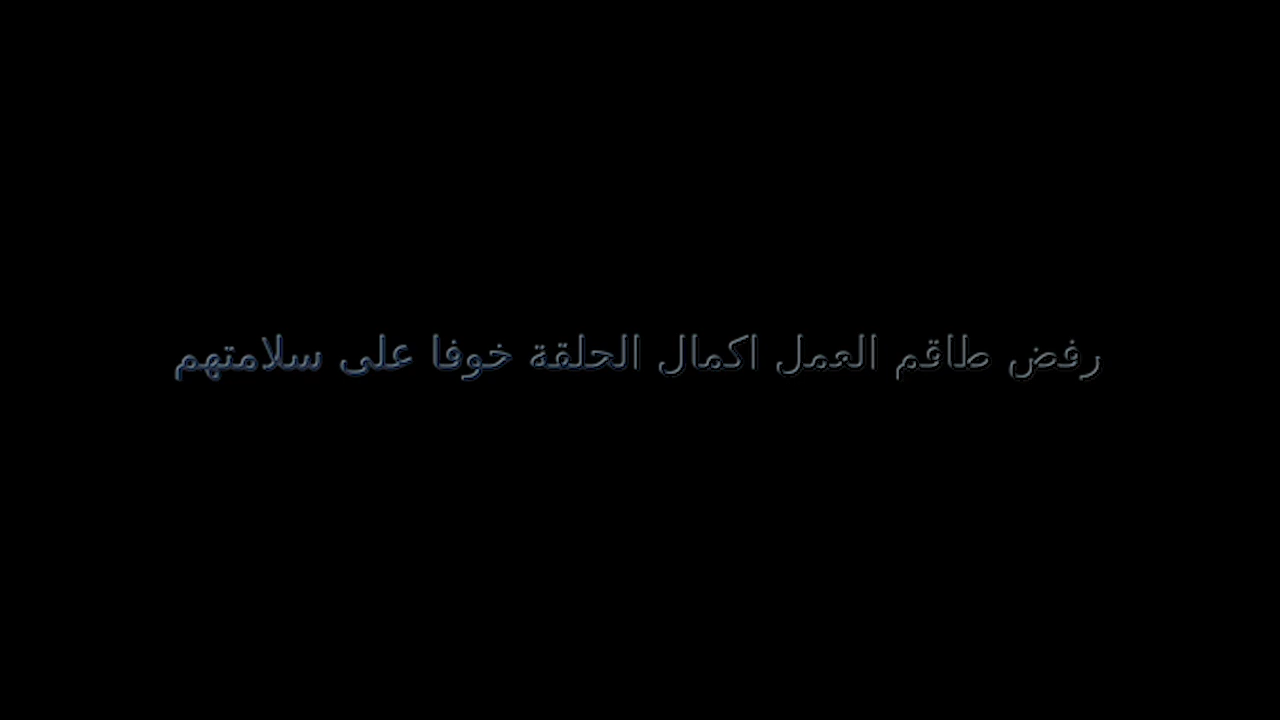 رفض طاقم العمل اكمال الحلقة خوفا على سلامتهم